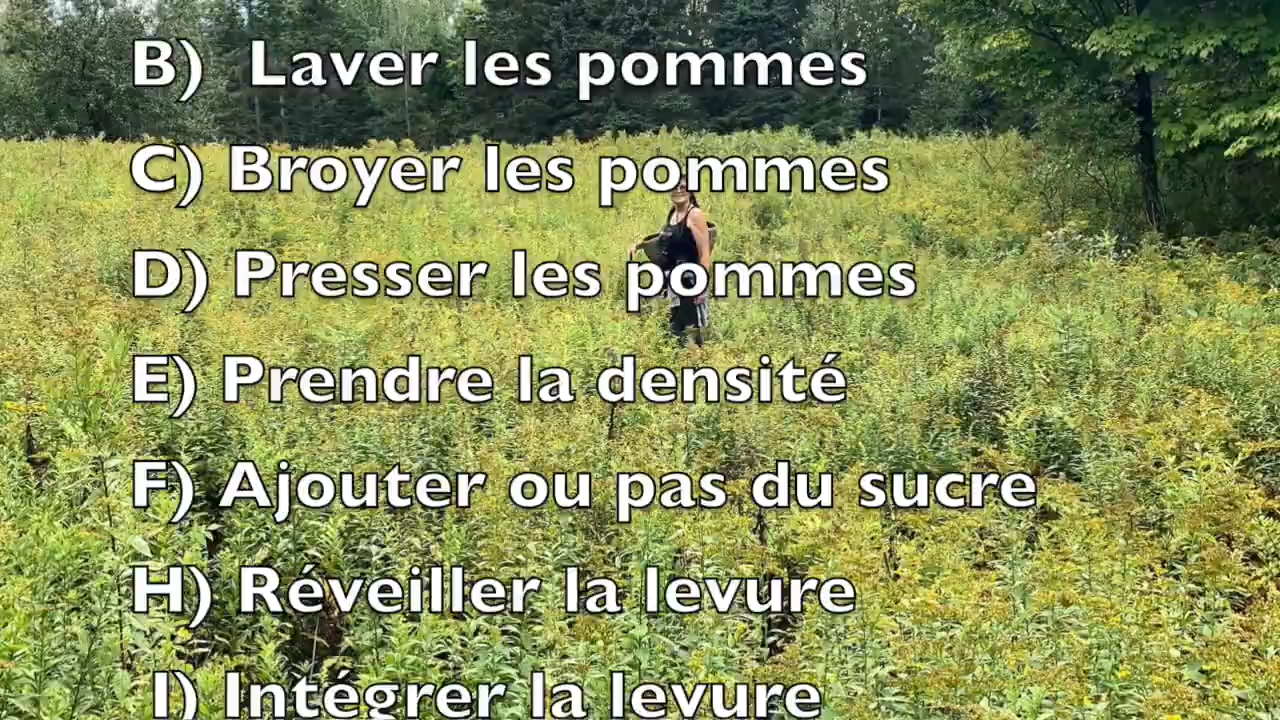 B) Laver les pommes
C) Broyer les pommes
D) Presser les pommes
E) Prendre la densité
F) Ajouter ou pas du sucre
H) Réveiller la levure
I) Intégrer la levure